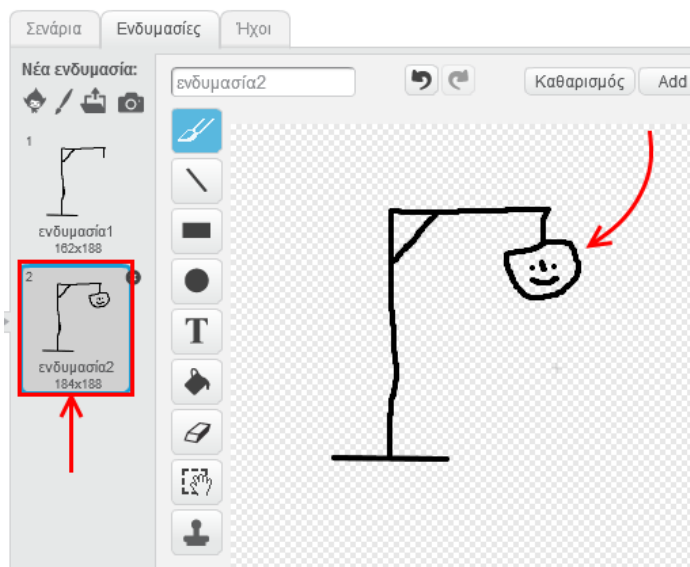 Σενάρια Ενδυμασίες Ήχοι
Νέα ενδυμασία:
ενδυμασία2
Καθαρισμός Add
1
ενδυμασία1
162x188
2
ενδυμασία2
184x188
T